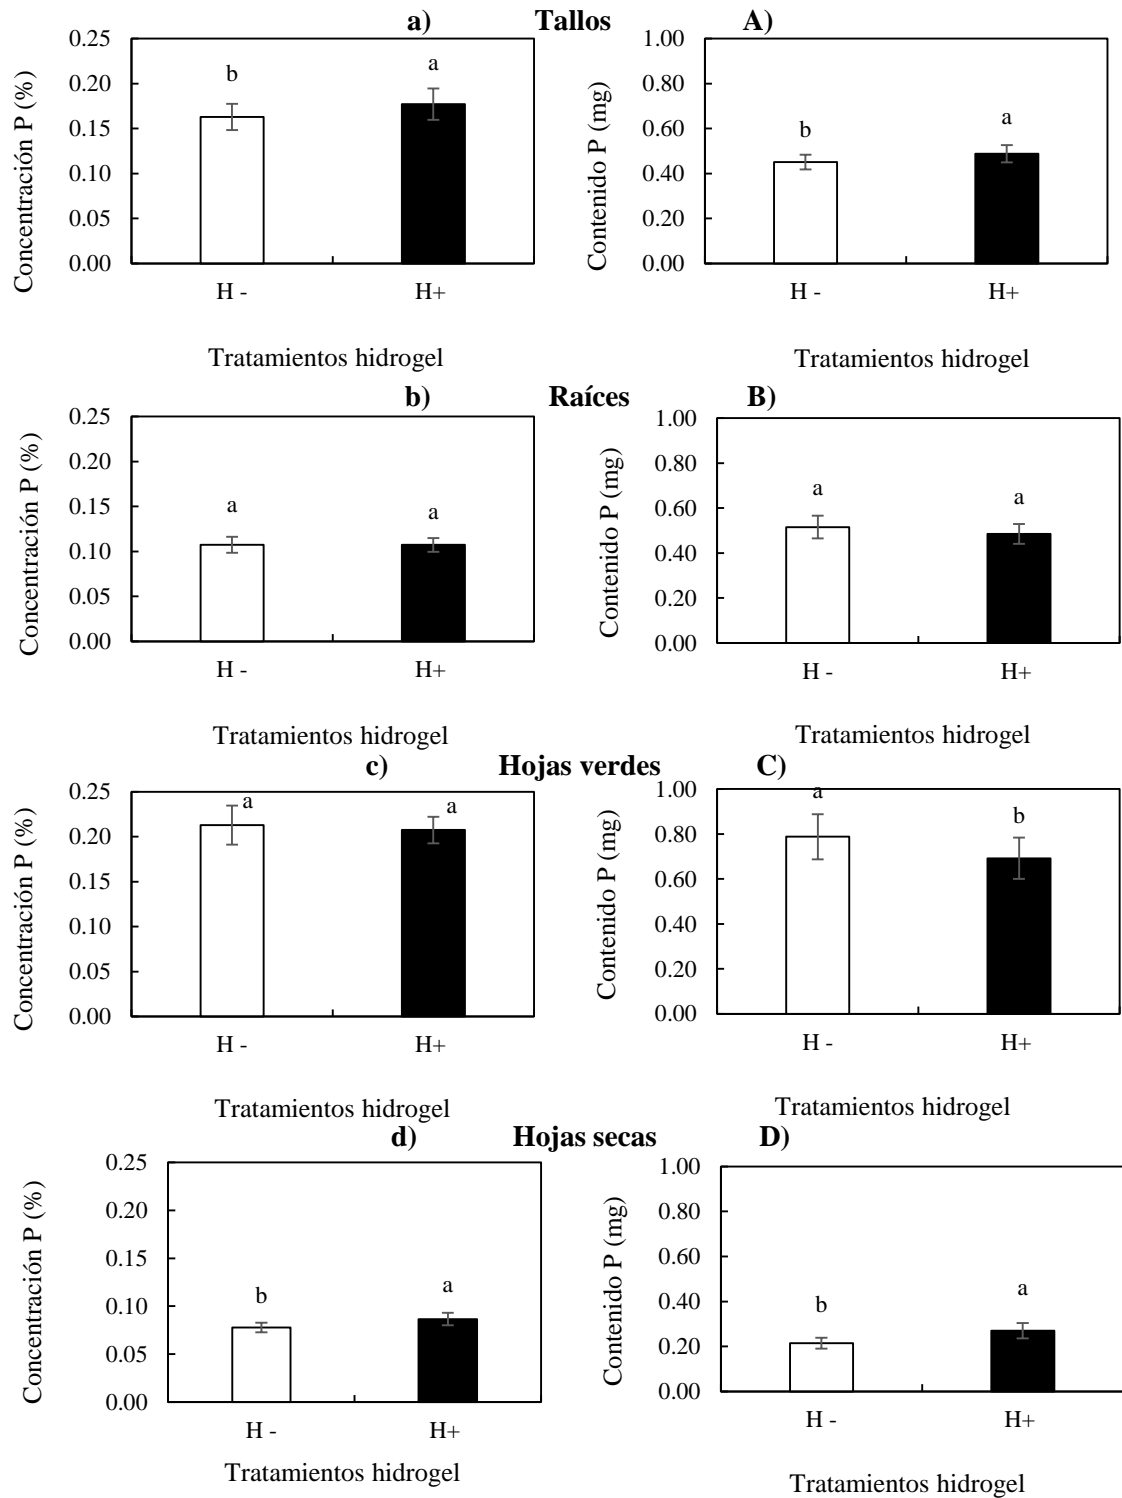 a) Tallos A)
Concentración P (%)
0.25
0.20
0.15
0.10
0.05
0.00
b a
H - H+
Tratamientos hidrogel
Contenido P (mg)
1.00
0.80
0.60
0.40
0.20
0.00
b a
H - H+
Tratamientos hidrogel
b) Raíces B)
Concentración P (%)
0.25
0.20
0.15
0.10
0.05
0.00
a a
H - H+
Tratamientos hidrogel
Contenido P (mg)
1.00
0.80
0.60
0.40
0.20
0.00
a a
H - H+
Tratamientos hidrogel
c) Hojas verdes C)
Concentración P (%)
0.25
0.20
0.15
0.10
0.05
0.00
a a
H - H+
Tratamientos hidrogel
Contenido P (mg)
1.00
0.80
0.60
0.40
0.20
0.00
a b
H - H+
Tratamientos hidrogel
d) Hojas secas D)
Concentración P (%)
0.25
0.20
0.15
0.10
0.05
0.00
b a
H - H+
Tratamientos hidrogel
Contenido P (mg)
1.00
0.80
0.60
0.40
0.20
0.00
b a
H - H+
Tratamientos hidrogel